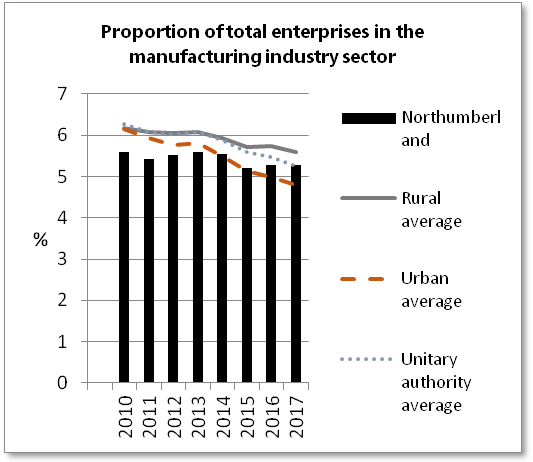 Proportion of total enterprises in the
manufacturing industry sector
7
6
5
4
3
2
1
0
%
2010
2011
2012
2013
2014
2015
2016
2017
Northumberl
and
Rural
average
Urban
average
Unitary
authority
average